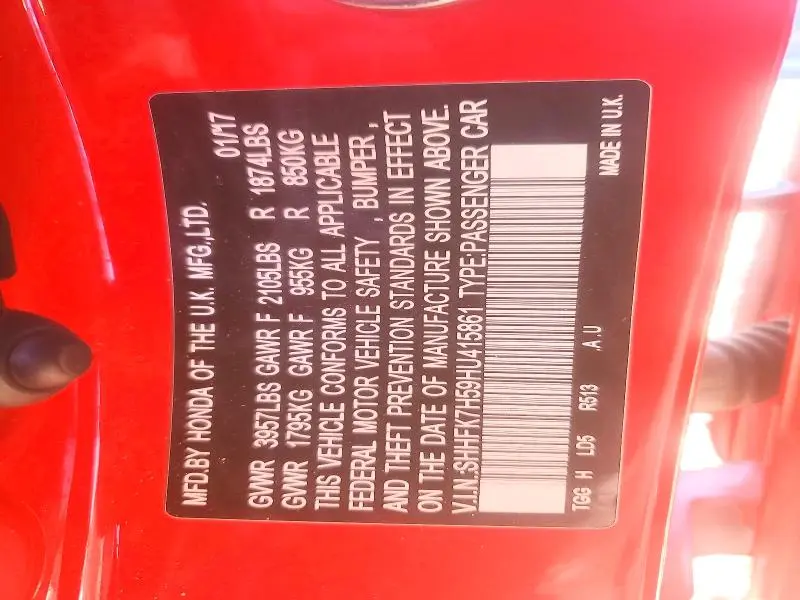 MFD.BY HONDA OF THE U.K. MFG.,LTD. 01/'17
GVWR 3957LBS GAWR F 2105LBS R 1874LBS
GVWR 1795KG GAWR F 955KG R 850KG
THIS VEHICLE CONFORMS TO ALL APPLICABLE
FEDERAL MOTOR VEHICLE SAFETY , BUMPER ,
AND THEFT PREVENTION STANDARDS IN EFFECT
ON THE DATE OF MANUFACTURE SHOWN ABOVE.
V.I.N:SHHFK7H59HU415861 TYPE:PASSENGER CAR
TGG H LD5 R513 .A.U MADE IN U.K.